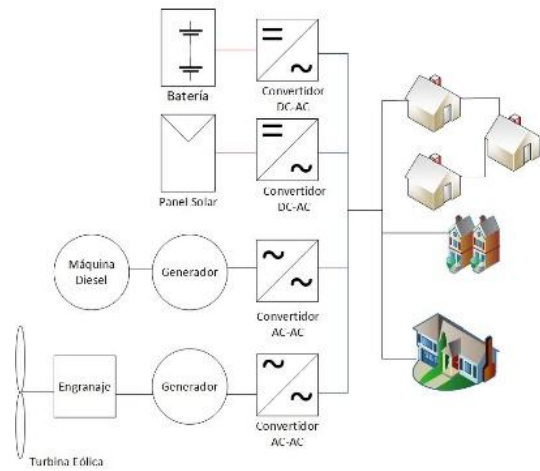 Batería
Convertidor
DC-AC
Panel Solar
Convertidor
DC-AC
Máquina
Diesel
Generador
Convertidor
AC-AC
Engranaje
Generador
Convertidor
AC-AC
Turbina Eólica